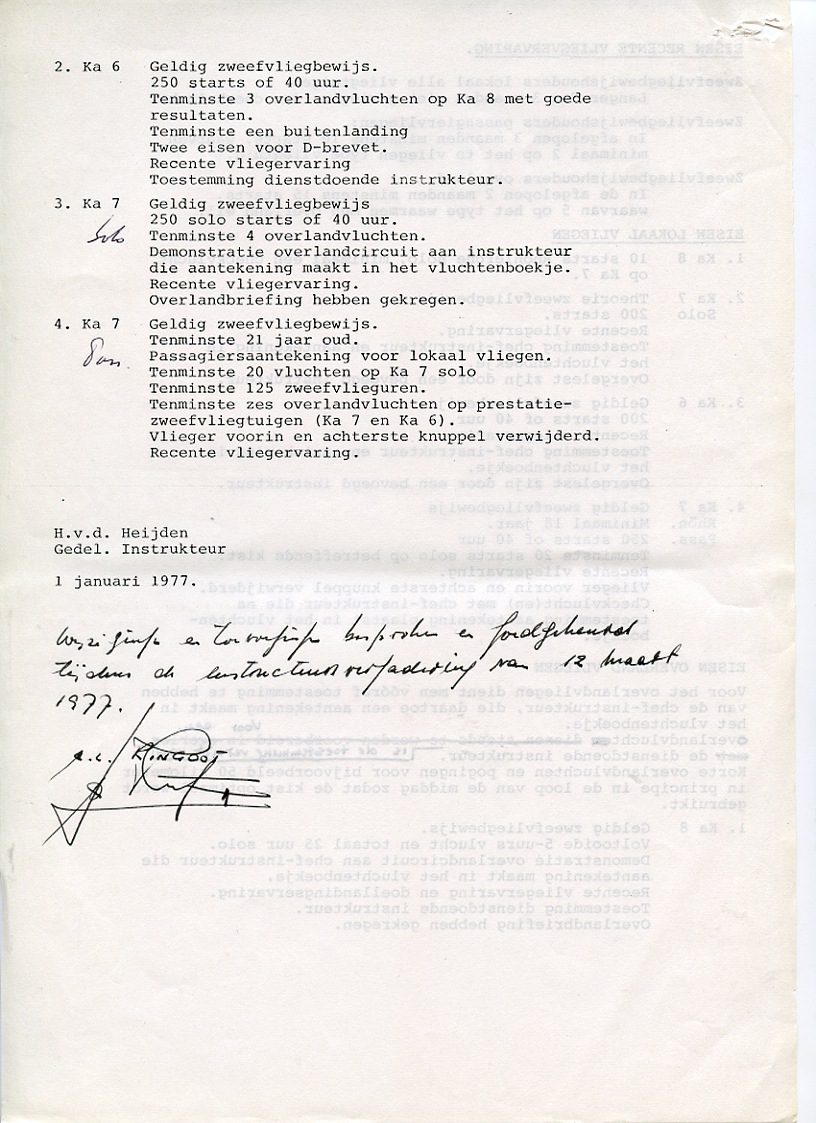 2. Ka 6 Geldig zweefvliegbewijs.
250 starts of 40 uur.
Tenminste 3 overlandvluchten op Ka 8 met goede
resultaten.
Tenminste een buitenlanding
Twee eisen voor D-brevet.
Recente vliegervaring
Toestemming dienstdoende instrukteur.
3. Ka 7 Geldig zweefvliegbewijs
250 solo starts of 40 uur.
Solo Tenminste 4 overlandvluchten.
Demonstratie overlandcircuit aan instrukteur
die aantekening maakt in het vluchtenboekje.
Recente vliegervaring.
Overlandbriefing hebben gekregen.
4. Ka 7 Geldig zweefvliegbewijs.
Tenminste 21 jaar oud.
Pass. Passagiersaantekening voor lokaal vliegen.
Tenminste 20 vluchten op Ka 7 solo
Tenminste 125 zweefvlieguren.
Tenminste zes overlandvluchten op prestatie-
zweefvliegtuigen (Ka 7 en Ka 6).
Vlieger voorin en achterste knuppel verwijderd.
Recente vliegervaring.
H.v.d. Heijden
Gedel. Instrukteur
1 januari 1977.
wijzigingen en toevoegingen besproken en goedgekeurd
tijdens de instructeursvergadering van 12 maart
1977.